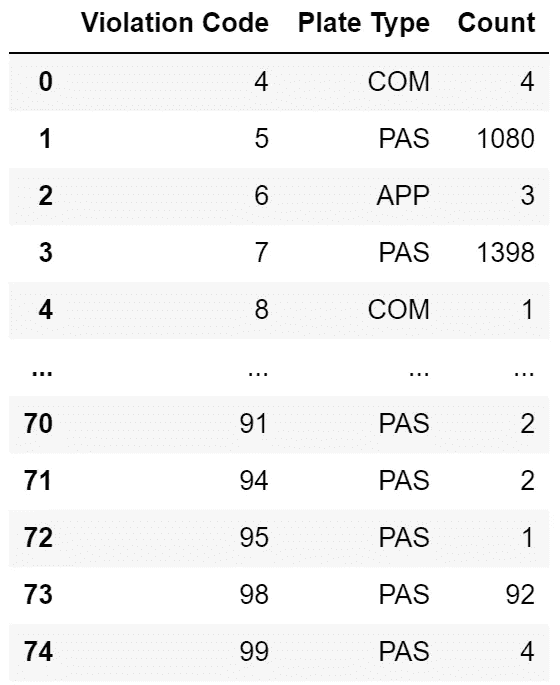 Violation Code Plate Type Count
0 4 COM 4
1 5 PAS 1080
2 6 APP 3
3 7 PAS 1398
4 8 COM 1
... ... ... ...
70 91 PAS 2
71 94 PAS 2
72 95 PAS 1
73 98 PAS 92
74 99 PAS 4